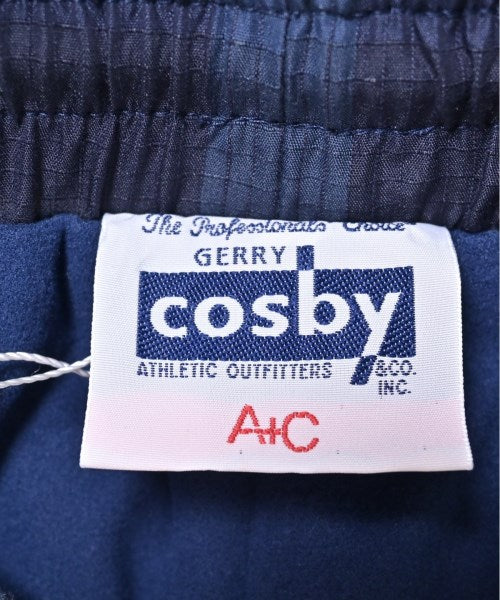 The Professionals Choice
GERRY
cosby
ATHLETIC OUTFITTERS &CO.
INC.
A+C